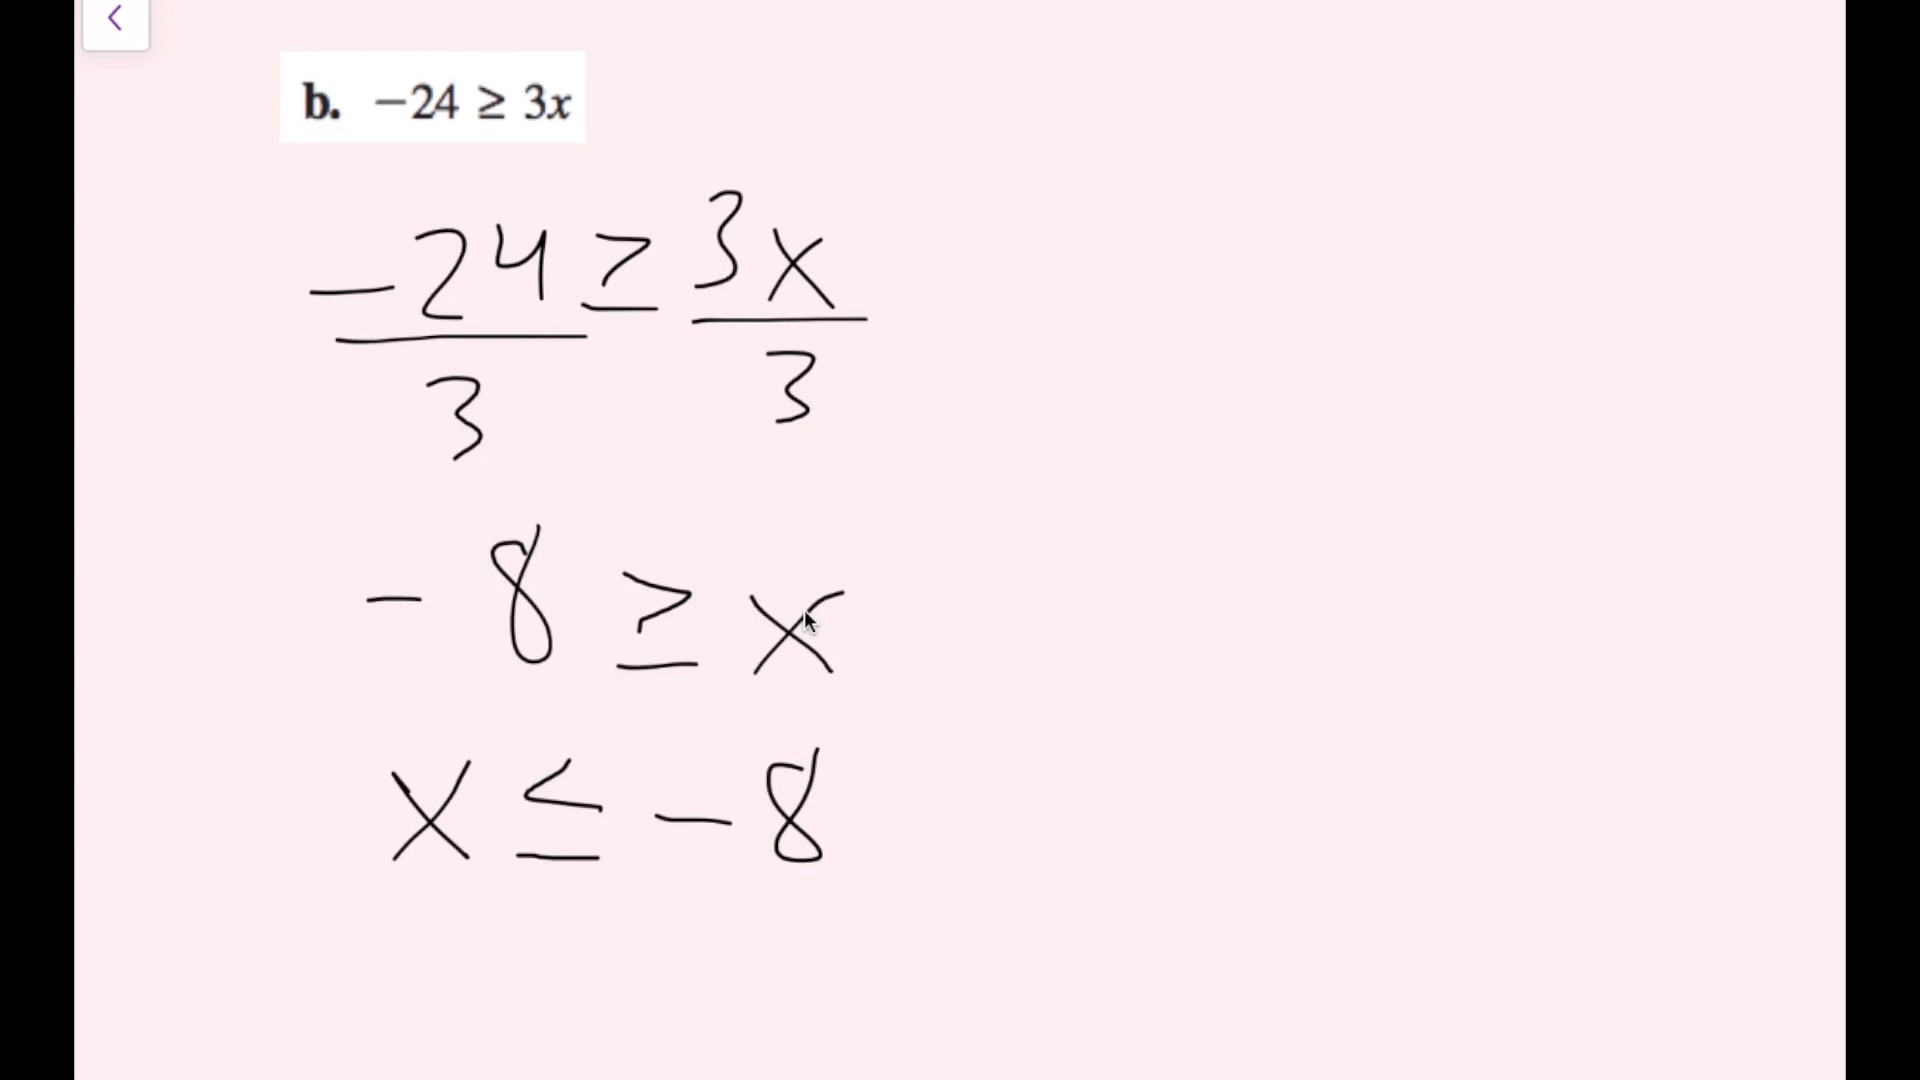 b. −24 ≥ 3x
−24 ≥ 3x
3 3
−8 ≥ x
x ≤ −8